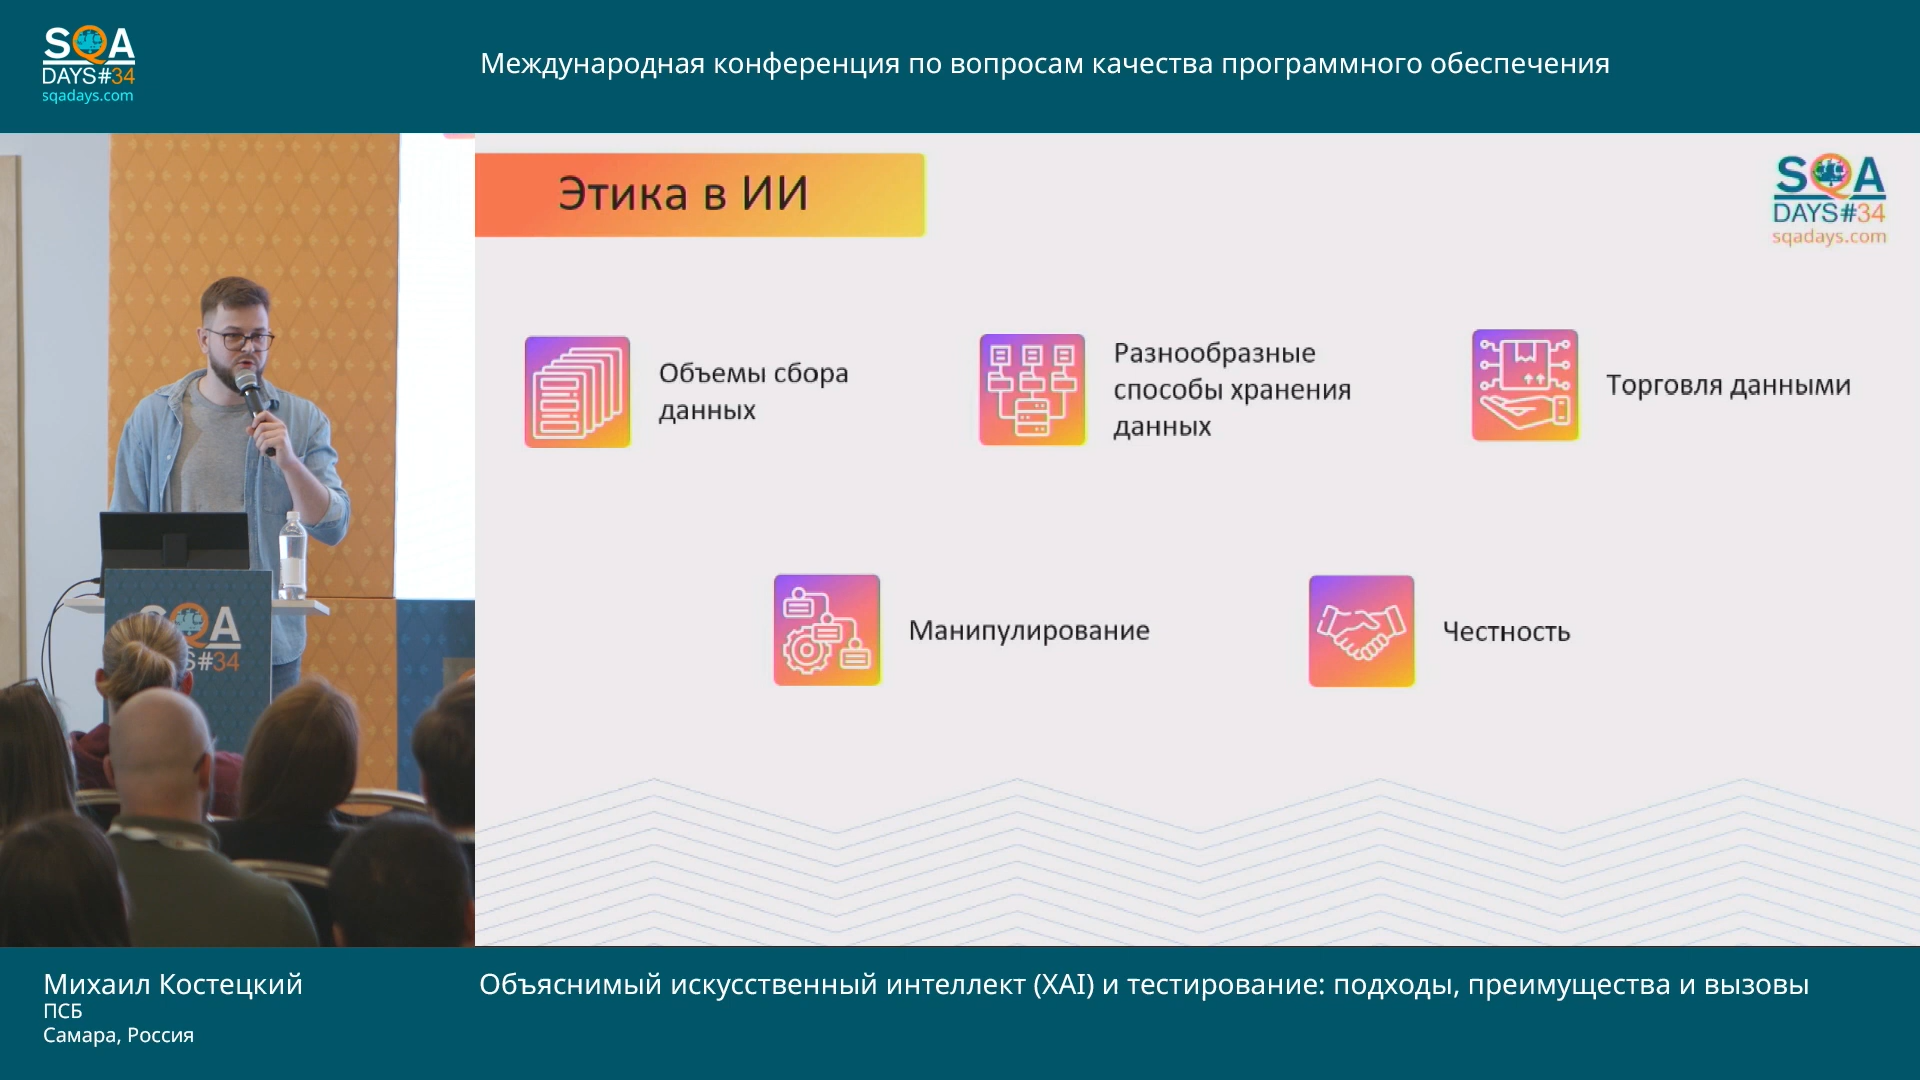 SQA
DAYS#34
sqadays.com
Международная конференция по вопросам качества программного обеспечения
Этика в ИИ
SQA
DAYS#34
sqadays.com
Объемы сбора
данных
Разнообразные
способы хранения
данных
Торговля данными
Манипулирование
Честность
QA
S#34
Михаил Костецкий
ПСБ
Самара, Россия
Объяснимый искусственный интеллект (XAI) и тестирование: подходы, преимущества и вызовы